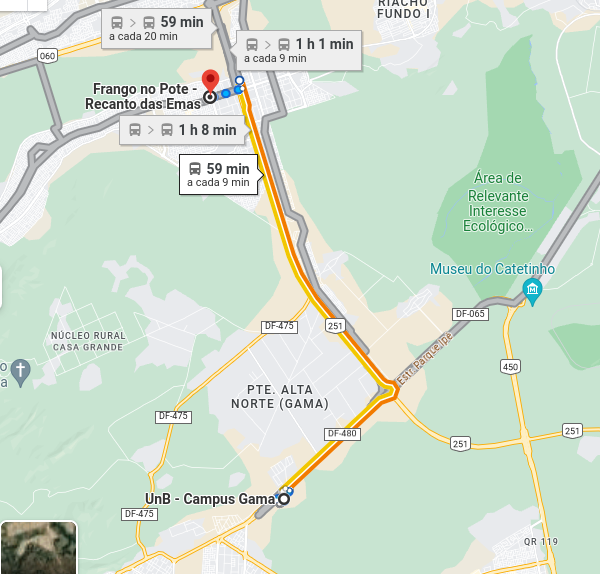 RIACHO
FUNDO I
59 min
a cada 20 min
060
1 h 1 min
a cada 9 min
Frango no Pote -
Recanto das Emas
1 h 8 min
59 min
a cada 9 min
Área de
Relevante
Interesse
Ecológico...
Museu do Catetinho
DF-065
NÚCLEO RURAL
CASA GRANDE
DF-475
251
Estr. Parque Ipê
450
PTE. ALTA
NORTE (GAMA)
DF-475
DF-480
251
251
UnB - Campus Gama
DF-475
QR 119